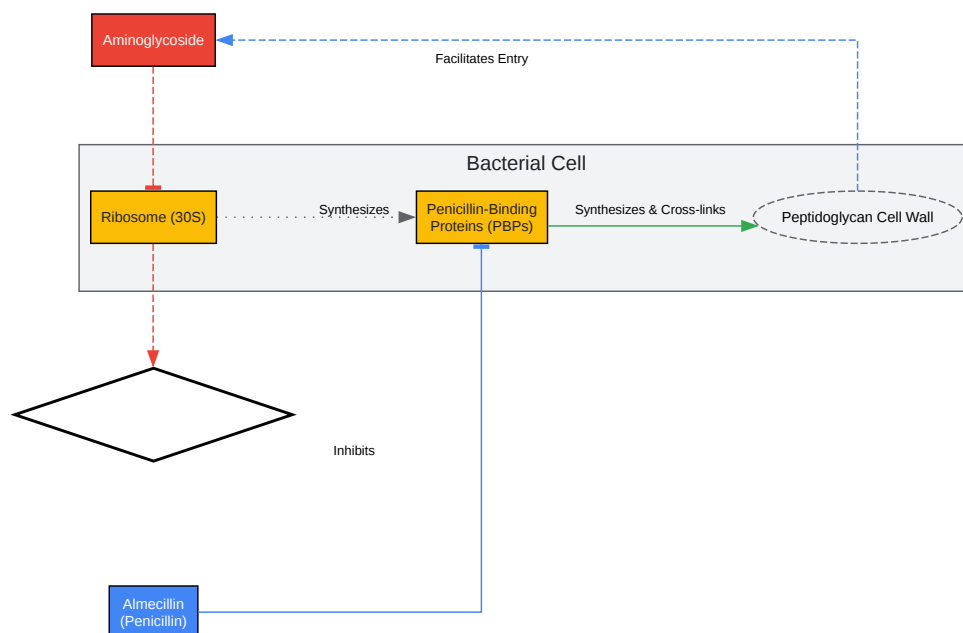 Aminoglycoside
Facilitates Entry
Bacterial Cell
Ribosome (30S)
Synthesizes
Penicillin-Binding
Proteins (PBPs)
Synthesizes & Cross-links
Peptidoglycan Cell Wall
Inhibits
Almecillin
(Penicillin)